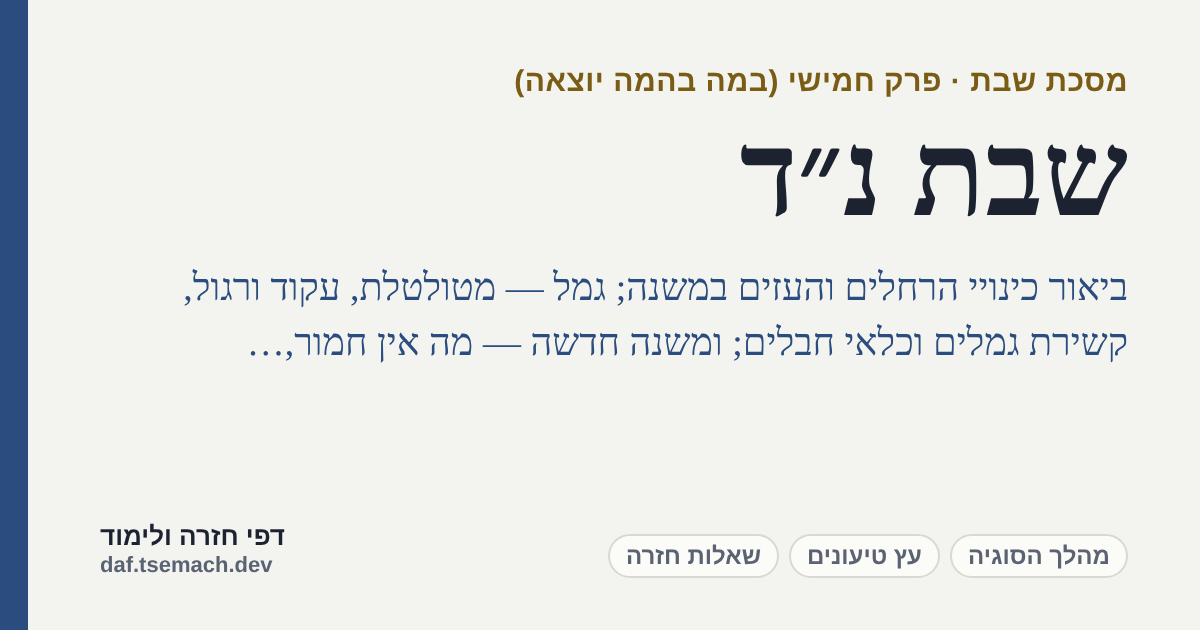 מסכת שבת · פרק חמישי (במה בהמה יוצאה)
שבת נ״ד
ביאור כינויי הרחלים והעזים במשנה; גמל — מטולטלת, עקוד ורגול,
קשירת גמלים וכלאי חבלים; ומשנה חדשה — מה אין חמור,…
מהלך הסוגיה
עץ טיעונים
שאלות חזרה
דפי חזרה ולימוד
daf.tsemach.dev